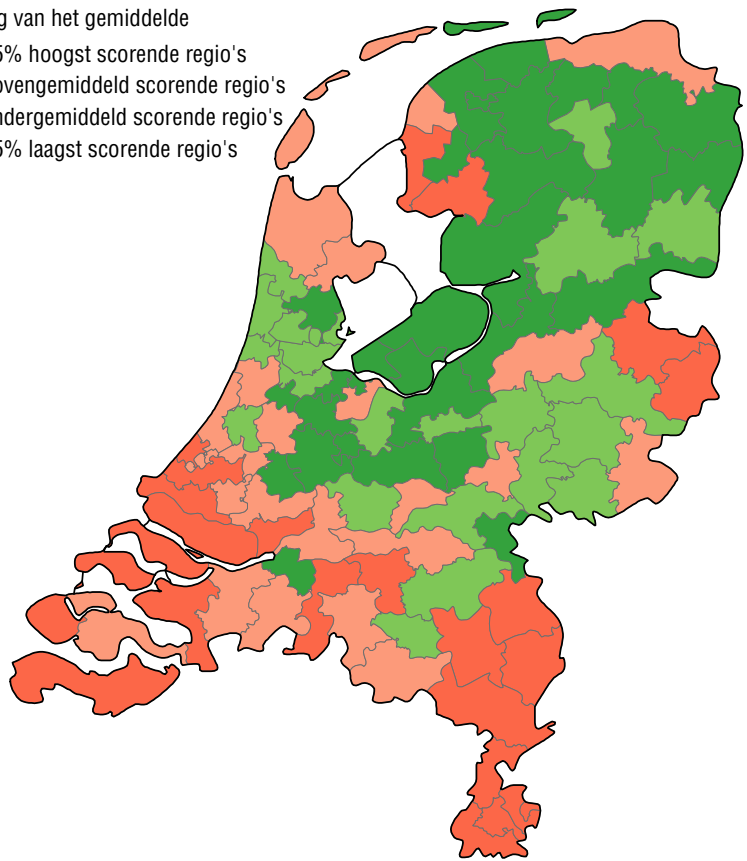 g van het gemiddelde
5% hoogst scorende regio's
ovengemiddeld scorende regio's
ndergemiddeld scorende regio's
5% laagst scorende regio's